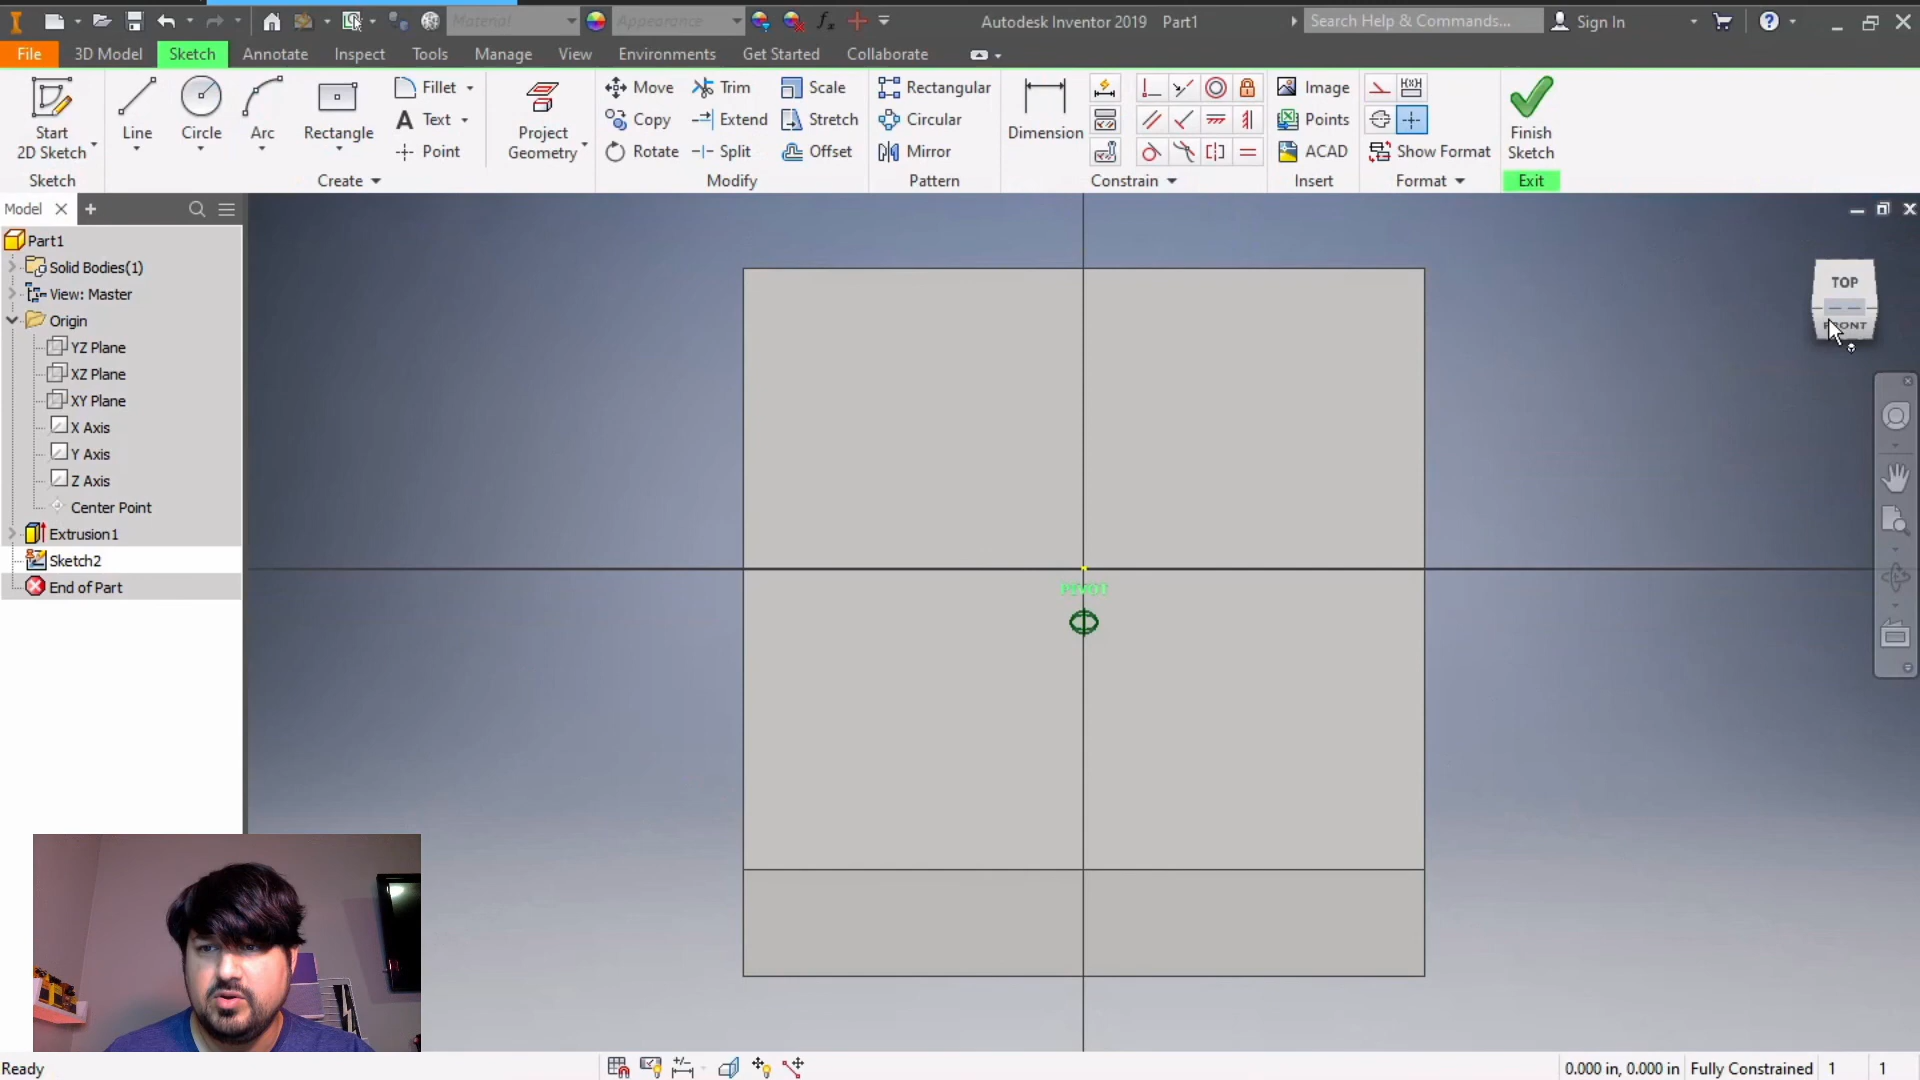 Material
Appearance
Autodesk Inventor 2019 Part1
Search Help & Commands...
Sign In
File
3D Model
Sketch
Annotate
Inspect
Tools
Manage
View
Environments
Get Started
Collaborate
Start
2D Sketch
Line
Circle
Arc
Rectangle
Fillet
Text
Point
Project
Geometry
Move
Copy
Rotate
Trim
Extend
Split
Scale
Stretch
Offset
Rectangular
Circular
Mirror
Dimension
Image
Points
ACAD
Show Format
Finish
Sketch
Sketch
Create
Modify
Pattern
Constrain
Insert
Format
Exit
Model
Part1
Solid Bodies(1)
View: Master
Origin
YZ Plane
XZ Plane
XY Plane
X Axis
Y Axis
Z Axis
Center Point
Extrusion1
Sketch2
End of Part
TOP
FRONT
PIVOT
Ready
0.000 in, 0.000 in Fully Constrained 1 1